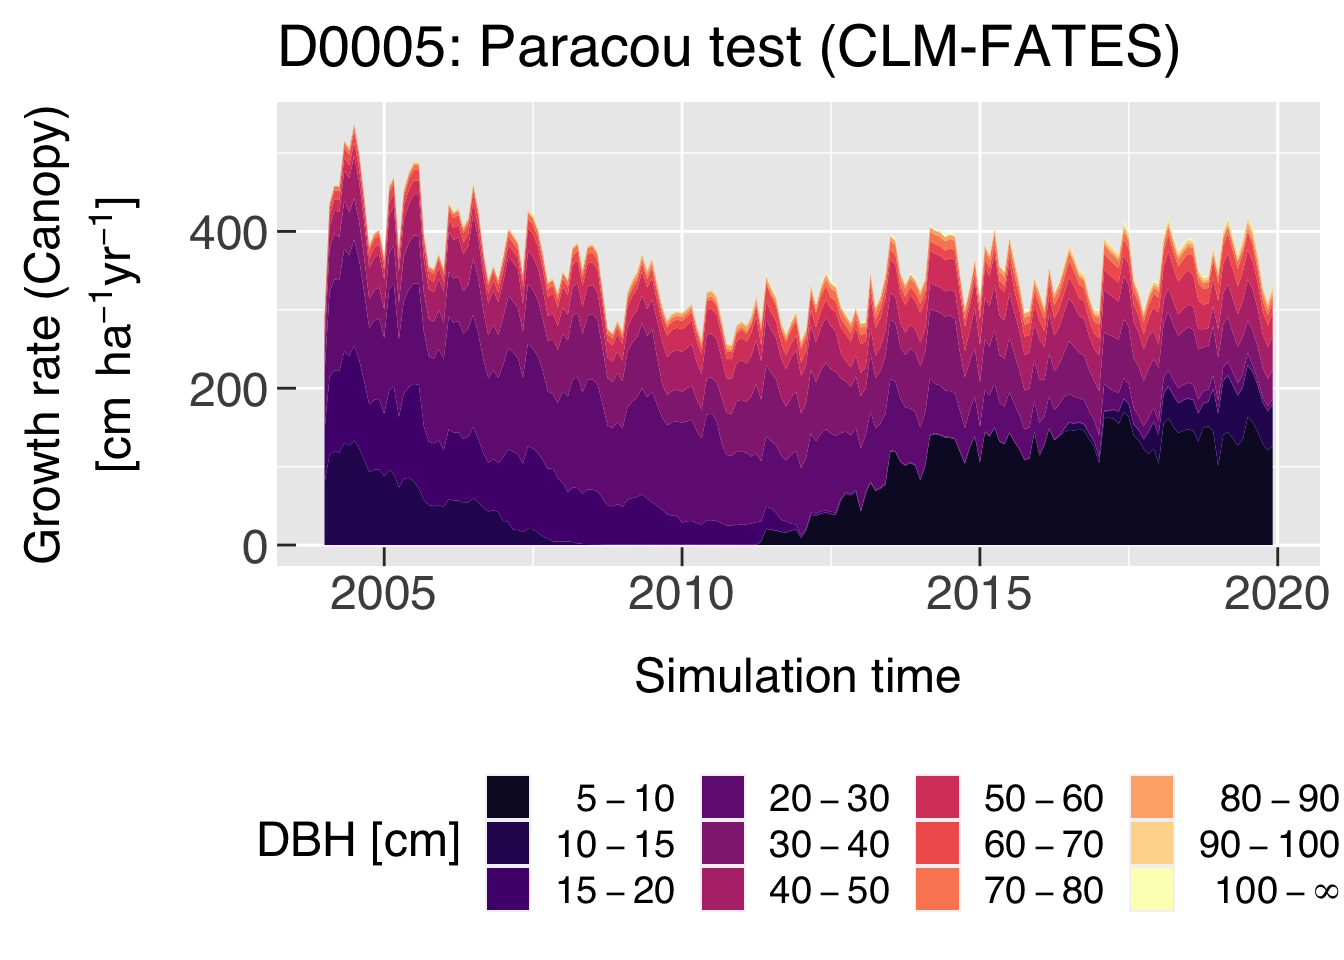 D0005: Paracou test (CLM-FATES)
Growth rate (Canopy)
[cm ha⁻¹yr⁻¹]
400
200
0
2005 2010 2015 2020
Simulation time
DBH [cm]
5 – 10 20 – 30 50 – 60 80 – 90
10 – 15 30 – 40 60 – 70 90 – 100
15 – 20 40 – 50 70 – 80 100 – ∞